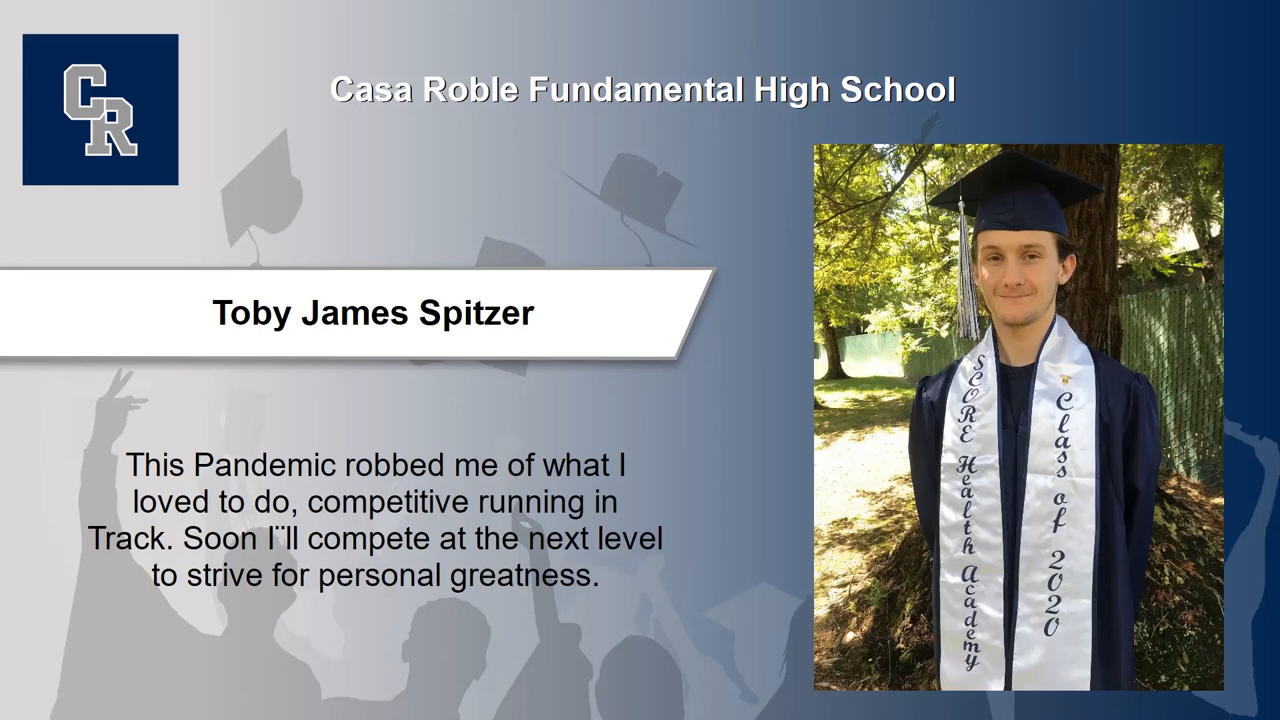 CR
Casa Roble Fundamental High School
Toby James Spitzer
This Pandemic robbed me of what I
loved to do, competitive running in
Track. Soon I¨ll compete at the next level
to strive for personal greatness.
SCORE Health Academy
Class of 2020